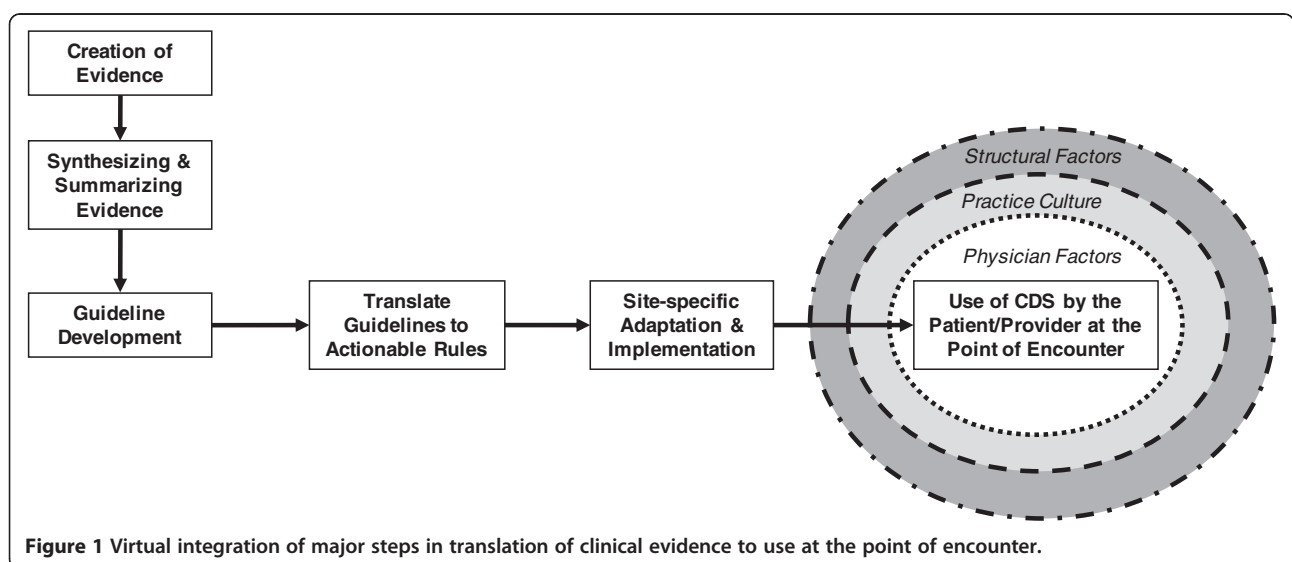 Creation of
Evidence
Synthesizing &
Summarizing
Evidence
Guideline
Development
Translate
Guidelines to
Actionable Rules
Site-specific
Adaptation &
Implementation
Structural Factors
Practice Culture
Physician Factors
Use of CDS by the
Patient/Provider at the
Point of Encounter
Figure 1 Virtual integration of major steps in translation of clinical evidence to use at the point of encounter.